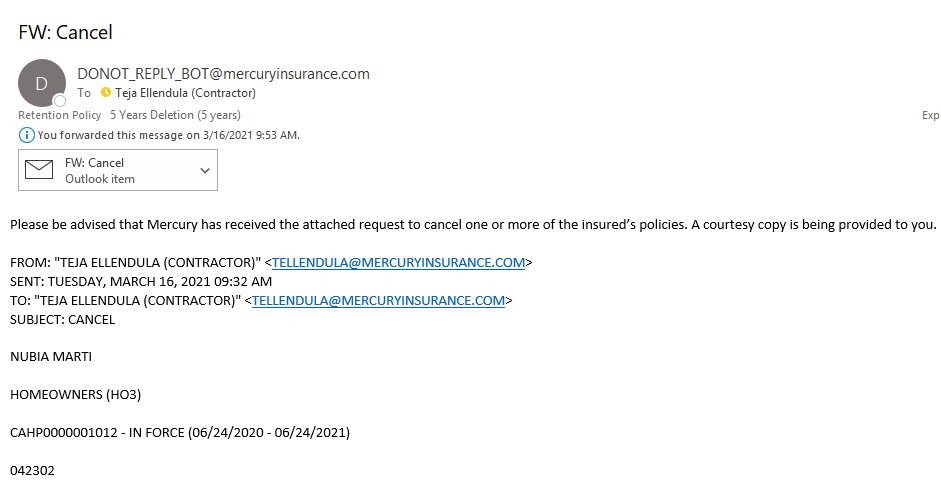 FW: Cancel
D
DONOT_REPLY_BOT@mercuryinsurance.com
To Teja Ellendula (Contractor)
Retention Policy 5 Years Deletion (5 years)
Exp
You forwarded this message on 3/16/2021 9:53 AM.
FW: Cancel
Outlook item
Please be advised that Mercury has received the attached request to cancel one or more of the insured’s policies. A courtesy copy is being provided to you.
FROM: "TEJA ELLENDULA (CONTRACTOR)" <TELLENDULA@MERCURYINSURANCE.COM>
SENT: TUESDAY, MARCH 16, 2021 09:32 AM
TO: "TEJA ELLENDULA (CONTRACTOR)" <TELLENDULA@MERCURYINSURANCE.COM>
SUBJECT: CANCEL
NUBIA MARTI
HOMEOWNERS (HO3)
CAHP0000001012 - IN FORCE (06/24/2020 - 06/24/2021)
042302